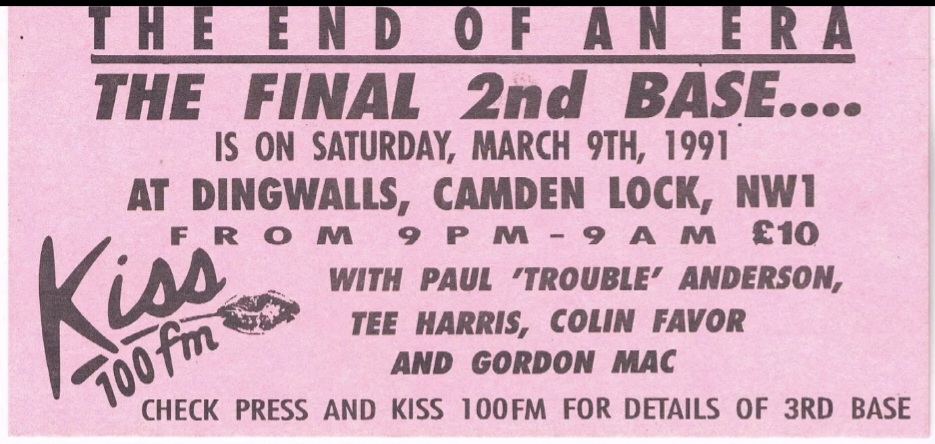 THE END OF AN ERA
THE FINAL 2nd BASE....
IS ON SATURDAY, MARCH 9TH, 1991
AT DINGWALLS, CAMDEN LOCK, NW1
FROM 9PM-9AM £10
Kiss
100fm
WITH PAUL 'TROUBLE' ANDERSON,
TEE HARRIS, COLIN FAVOR
AND GORDON MAC
CHECK PRESS AND KISS 100FM FOR DETAILS OF 3RD BASE